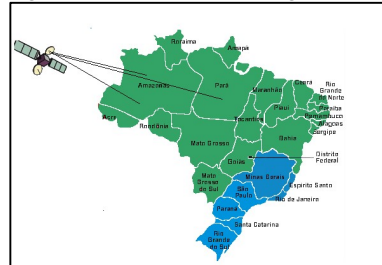 Roraima
Amapá
Amazonas
Pará
Maranhão
Ceará
Rio
Grande
do Norte
Paraíba
Pernambuco
Alagoas
Sergipe
Piauí
Acre
Rondônia
Tocantins
Bahia
Mato Grosso
Distrito
Federal
Goiás
Minas Gerais
Mato
Grosso
do Sul
Espírito Santo
São
Paulo
Rio de Janeiro
Paraná
Santa Catarina
Rio
Grande
do Sul